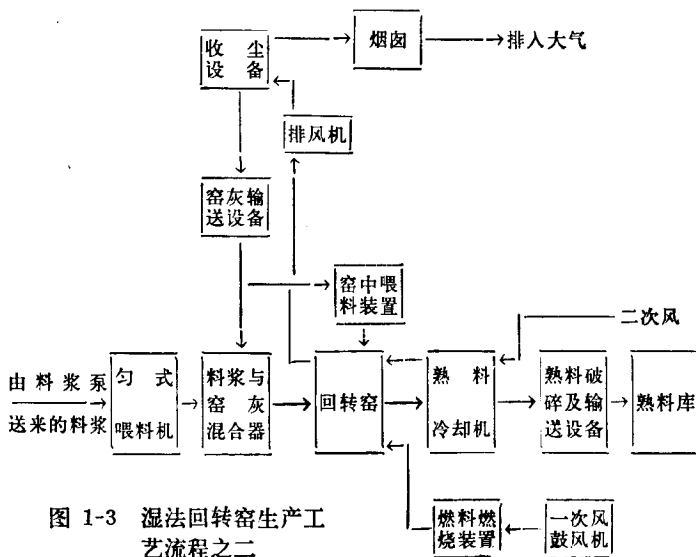 收 尘
设 备
烟囱
排入大气
排风机
窑灰输
送设备
窑中喂
料装置
二次风
由料浆泵
送来的料浆
匀 式
喂料机
料浆与
窑 灰
混合器
回转窑
熟 料
冷却机
熟料破
碎及输
送设备
熟料库
燃料燃
烧装置
一次风
鼓风机
图 1-3 湿法回转窑生产工
艺流程之二